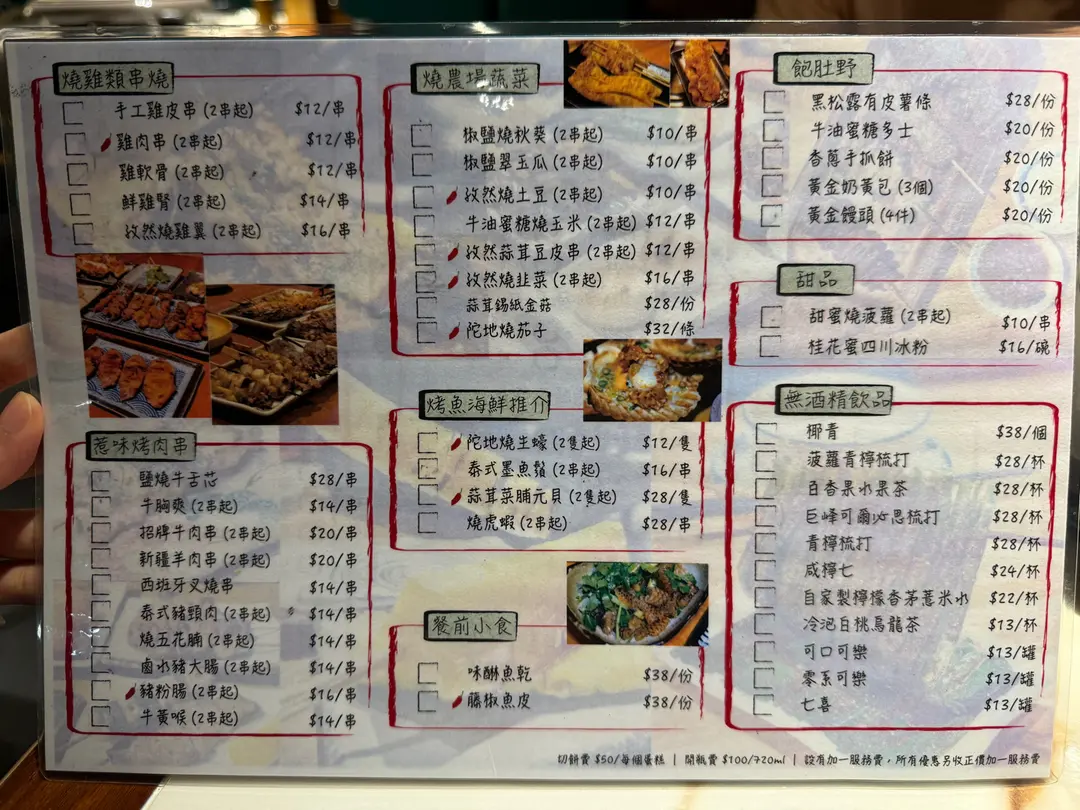 燒雞類串燒
手工雞皮串 (2串起) $12/串
雞肉串 (2串起) $12/串
雞軟骨 (2串起) $12/串
鮮雞腎 (2串起) $14/串
孜然燒雞翼 (2串起) $16/串
惹味烤肉串
鹽燒牛舌芯 $28/串
牛胸爽 (2串起) $14/串
招牌牛肉串 (2串起) $20/串
新疆羊肉串 (2串起) $20/串
西班牙叉燒串 $14/串
泰式豬頸肉 (2串起) $14/串
燒五花腩 (2串起) $14/串
鹵水豬大腸 (2串起) $14/串
豬粉腸 (2串起) $16/串
牛黃喉 (2串起) $14/串
燒農場蔬菜
椒鹽燒秋葵 (2串起) $10/串
椒鹽翠玉瓜 (2串起) $10/串
孜然燒土豆 (2串起) $10/串
牛油蜜糖燒玉米 (2串起) $12/串
孜然蒜茸豆皮串 (2串起) $12/串
孜然燒韭菜 (2串起) $16/串
蒜茸錫紙金菇 $28/份
陀地燒茄子 $32/條
烤魚海鮮推介
陀地燒生蠔 (2隻起) $12/隻
泰式墨魚鬚 (2串起) $16/串
蒜茸菜脯元貝 (2隻起) $28/隻
燒虎蝦 (2串起) $28/串
餐前小食
味醂魚乾 $38/份
藤椒魚皮 $38/份
飽肚野
黑松露有皮薯條 $28/份
牛油蜜糖多士 $20/份
香蔥手抓餅 $20/份
黃金奶黃包 (3個) $20/份
黃金饅頭 (4件) $20/份
甜品
甜蜜燒菠蘿 (2串起) $10/串
桂花蜜四川冰粉 $16/碗
無酒精飲品
椰青 $38/個
菠蘿青檸梳打 $28/杯
百香果水果茶 $28/杯
巨峰可爾必思梳打 $28/杯
青檸梳打 $28/杯
咸檸七 $24/杯
自家製檸檬香茅薏米水 $22/杯
冷泡白桃烏龍茶 $13/杯
可口可樂 $13/罐
零系可樂 $13/罐
七喜 $13/罐
切餅費 $50/每個蛋糕 | 開瓶費 $100/720ml | 設有加一服務費，所有優惠另收正價加一服務費